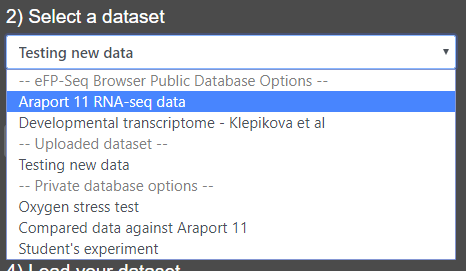 2) Select a dataset
Testing new data
-- eFP-Seq Browser Public Database Options --
Araport 11 RNA-seq data
Developmental transcriptome - Klepikova et al
-- Uploaded dataset --
Testing new data
-- Private database options --
Oxygen stress test
Compared data against Araport 11
Student's experiment
4) Load your dataset